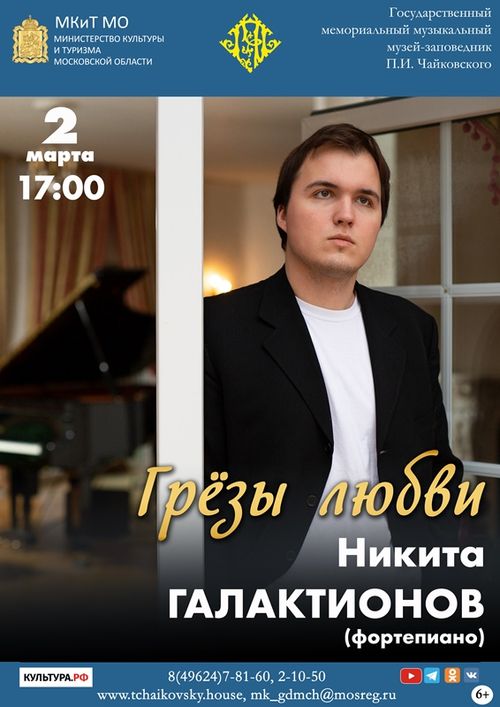 МКиТ МО
МИНИСТЕРСТВО КУЛЬТУРЫ
И ТУРИЗМА
МОСКОВСКОЙ ОБЛАСТИ
Государственный
мемориальный музыкальный
музей-заповедник
П.И. Чайковского
2
марта
17:00
Грёзы любви
Никита
ГАЛАКТИОНОВ
(фортепиано)
КУЛЬТУРА.РФ
8(49624)7-81-60, 2-10-50
www.tchaikovsky.house, mk_gdmch@mosreg.ru
6+